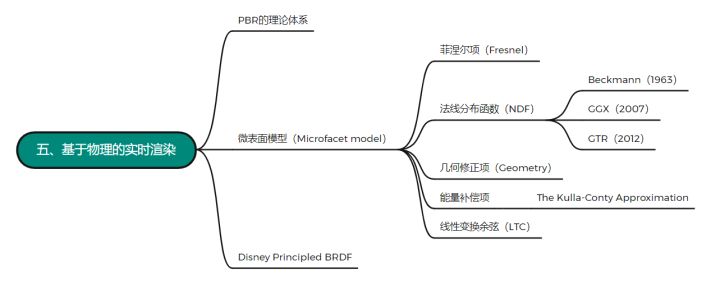 五、基于物理的实时渲染
PBR的理论体系
微表面模型（Microfacet model）
菲涅尔项（Fresnel）
法线分布函数（NDF）
Beckmann（1963）
GGX（2007）
GTR（2012）
几何修正项（Geometry）
能量补偿项
The Kulla-Conty Approximation
线性变换余弦（LTC）
Disney Principled BRDF